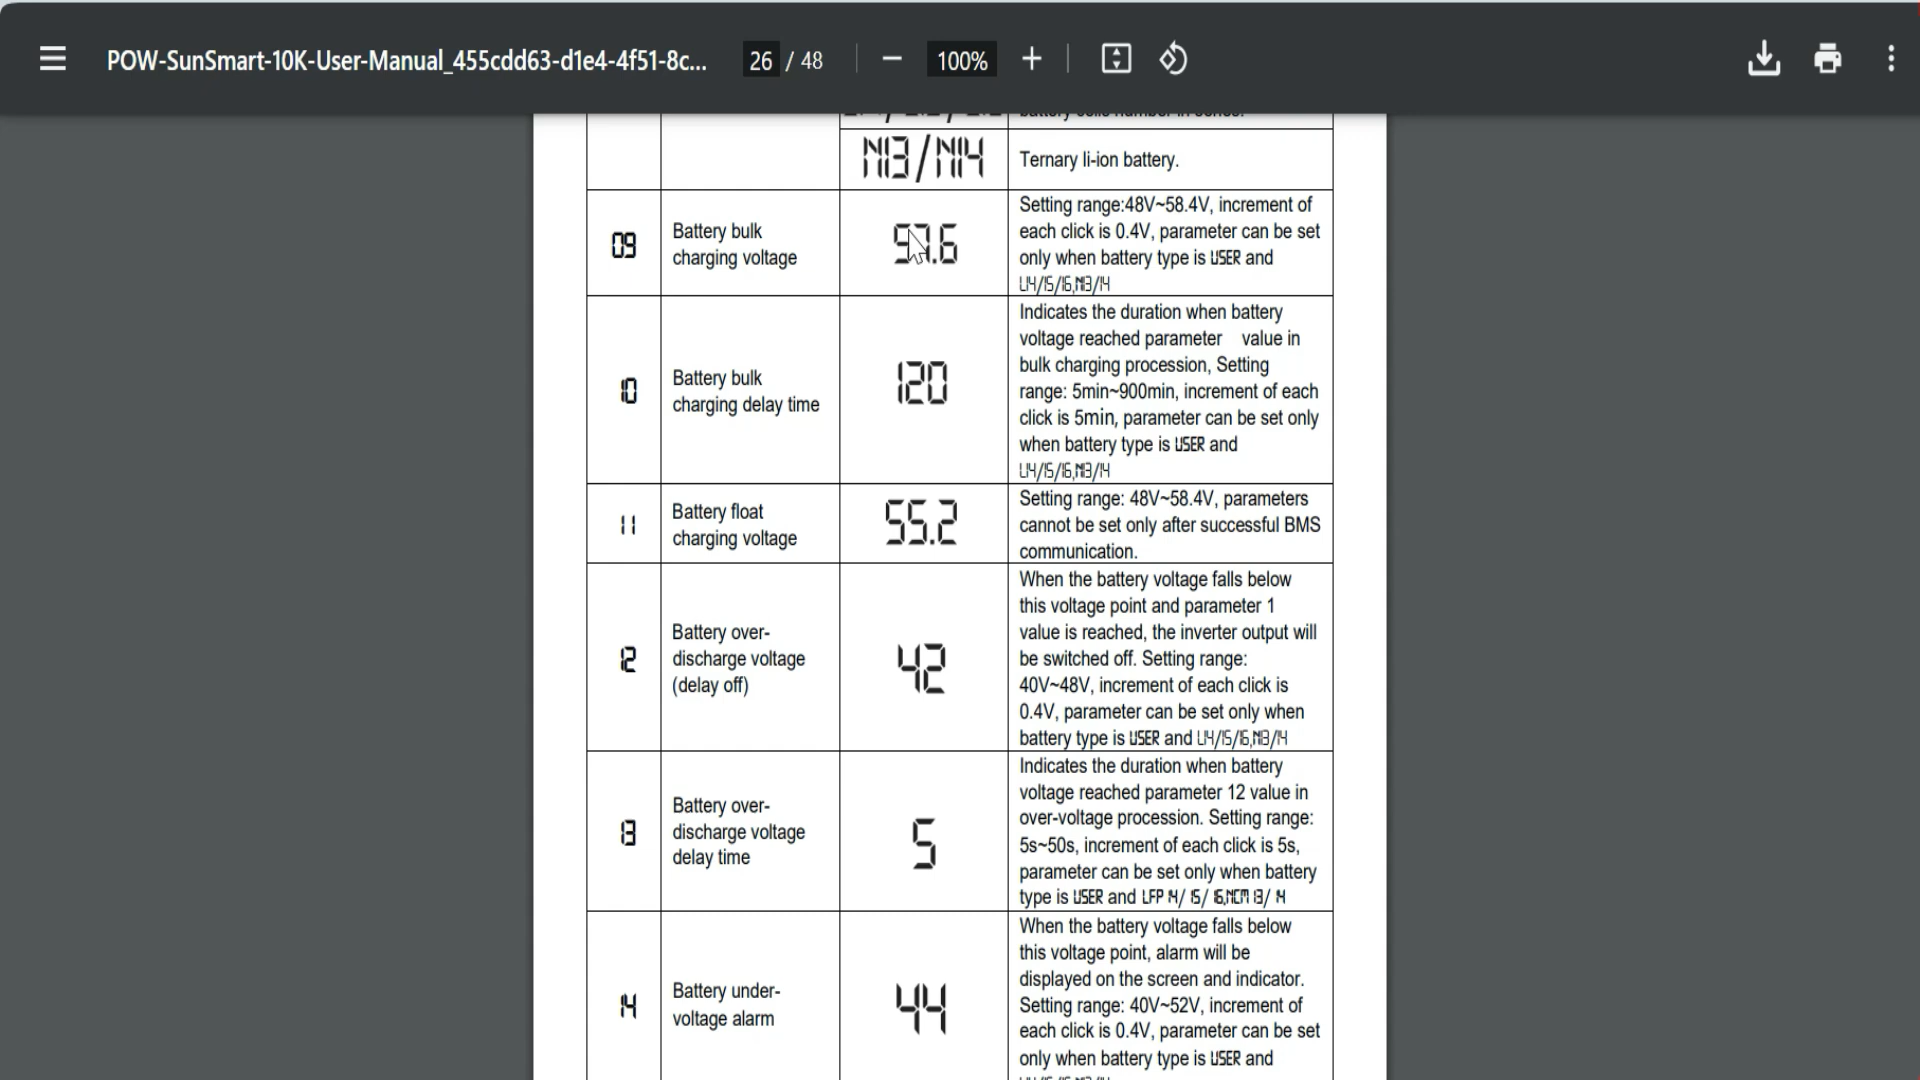 POW-SunSmart-10K-User-Manual_455cdd63-d1e4-4f51-8c...
26 / 48
100%
N13/N14
Ternary li-ion battery.
09
Battery bulk
charging voltage
57.6
Setting range:48V~58.4V, increment of
each click is 0.4V, parameter can be set
only when battery type is USER and
L14/15/16,N13/14
10
Battery bulk
charging delay time
120
Indicates the duration when battery
voltage reached parameter value in
bulk charging procession, Setting
range: 5min~900min, increment of each
click is 5min, parameter can be set only
when battery type is USER and
L14/15/16,N13/14
11
Battery float
charging voltage
55.2
Setting range: 48V~58.4V, parameters
cannot be set only after successful BMS
communication.
12
Battery over-
discharge voltage
(delay off)
42
When the battery voltage falls below
this voltage point and parameter 1
value is reached, the inverter output will
be switched off. Setting range:
40V~48V, increment of each click is
0.4V, parameter can be set only when
battery type is USER and L14/15/16,N13/14
13
Battery over-
discharge voltage
delay time
5
Indicates the duration when battery
voltage reached parameter 12 value in
over-voltage procession. Setting range:
5s~50s, increment of each click is 5s,
parameter can be set only when battery
type is USER and LFP 14/ 15/ 16,NCM 13/ 14
14
Battery under-
voltage alarm
44
When the battery voltage falls below
this voltage point, alarm will be
displayed on the screen and indicator.
Setting range: 40V~52V, increment of
each click is 0.4V, parameter can be set
only when battery type is USER and